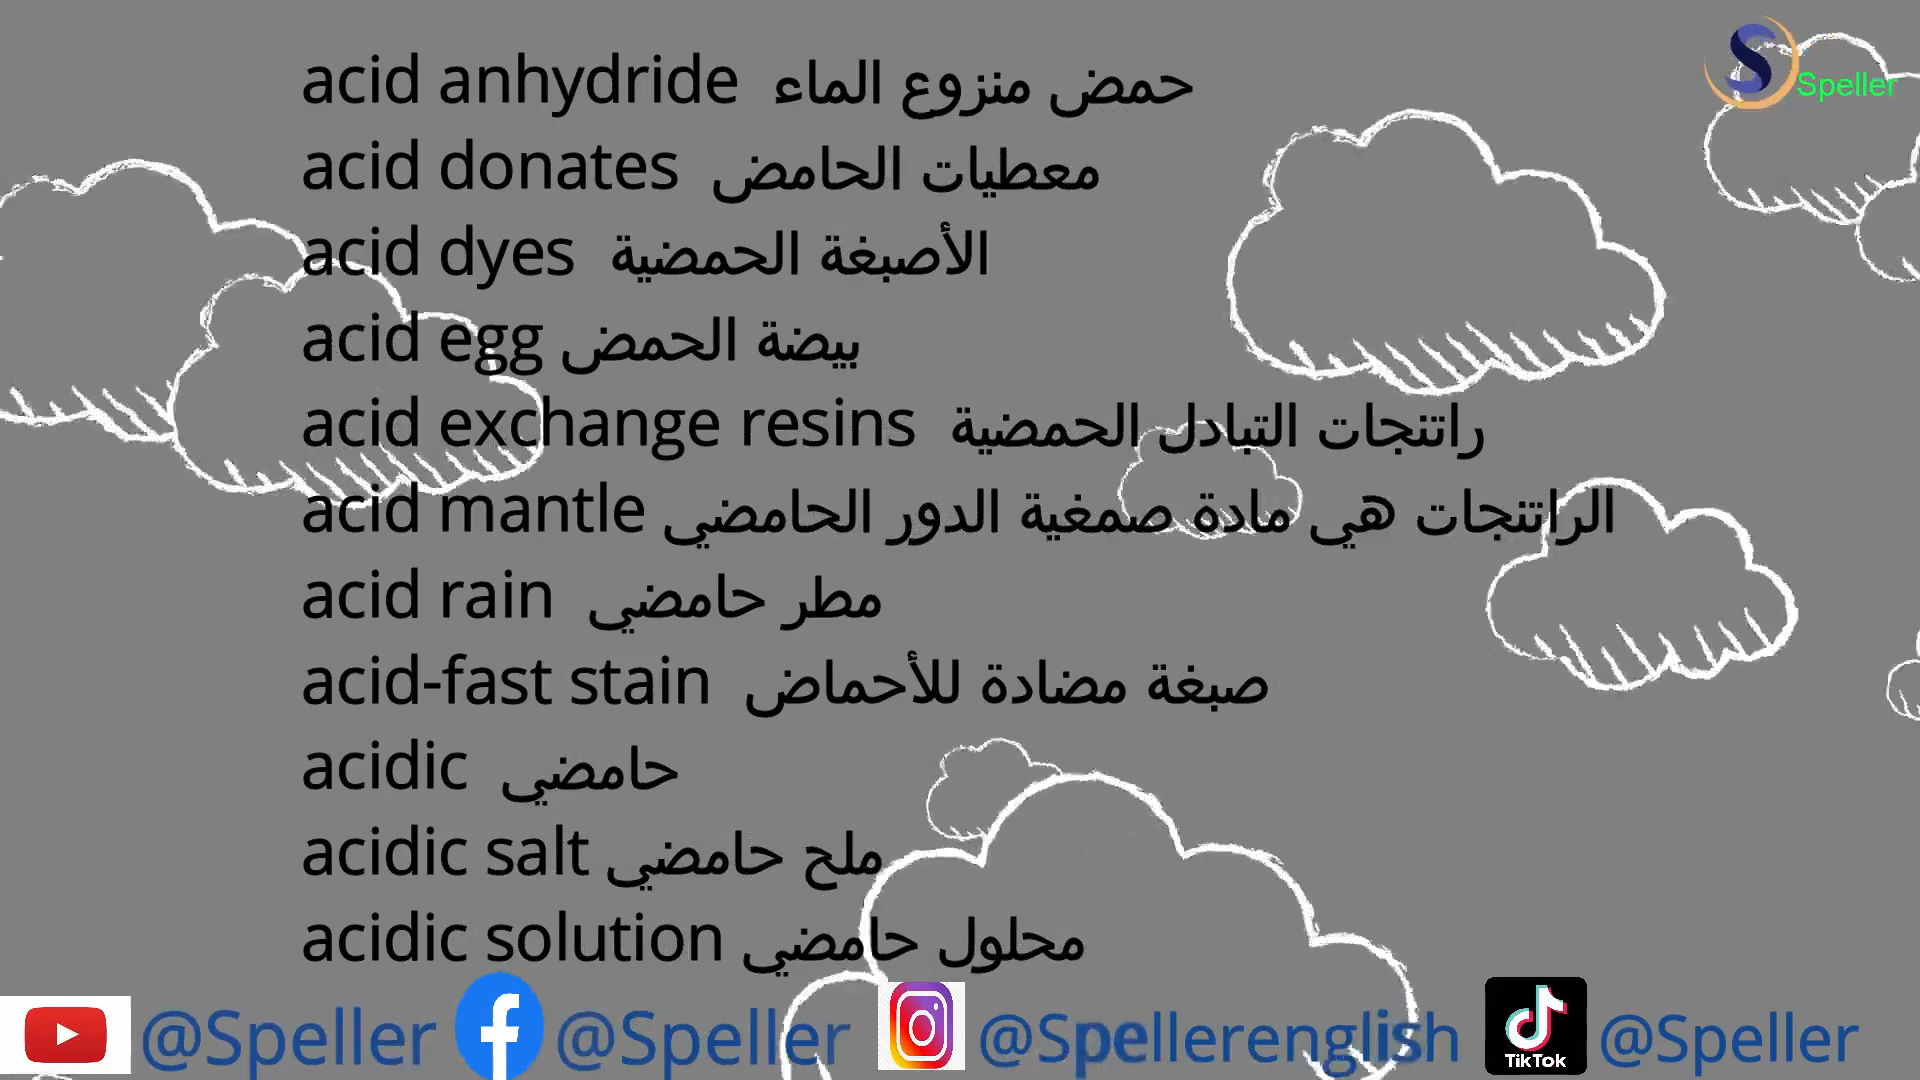 Speller
acid anhydride حمض منزوع الماء
acid donates معطيات الحامض
acid dyes الأصبغة الحمضية
acid egg بيضة الحمض
acid exchange resins راتنجات التبادل الحمضية
acid mantle الراتنجات هي مادة صمغية الدور الحامضي
acid rain مطر حامضي
acid-fast stain صبغة مضادة للأحماض
acidic حامضي
acidic salt ملح حامضي
acidic solution محلول حامضي
@Speller @Speller @Spellerenglish TikTok @Speller